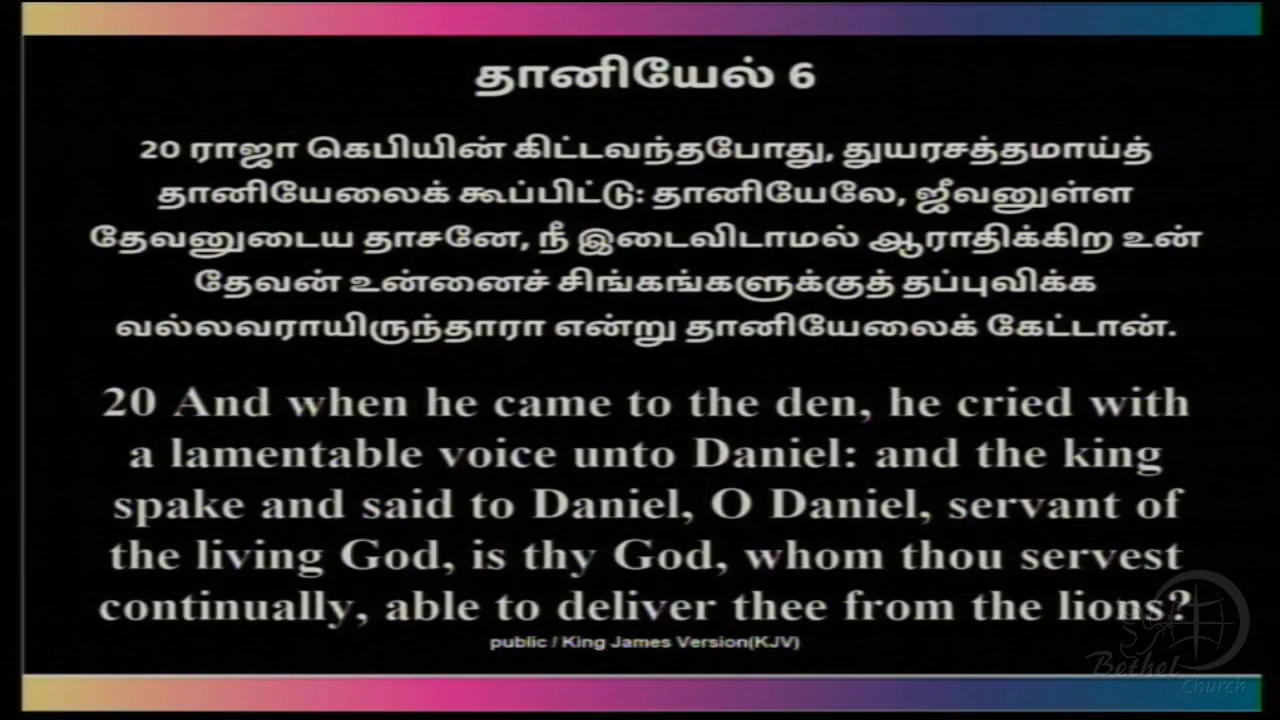 தானியேல் 6
20 ராஜா கெபியின் கிட்டவந்தபோது, துயரசத்தமாய்த்
தானியேலைக் கூப்பிட்டு: தானியேலே, ஜீவனுள்ள
தேவனுடைய தாசனே, நீ இடைவிடாமல் ஆராதிக்கிற உன்
தேவன் உன்னைச் சிங்கங்களுக்குத் தப்புவிக்க
வல்லவராயிருந்தாரா என்று தானியேலைக் கேட்டான்.
20 And when he came to the den, he cried with
a lamentable voice unto Daniel: and the king
spake and said to Daniel, O Daniel, servant of
the living God, is thy God, whom thou servest
continually, able to deliver thee from the lions?
public / King James Version(KJV)
Bethel
Church